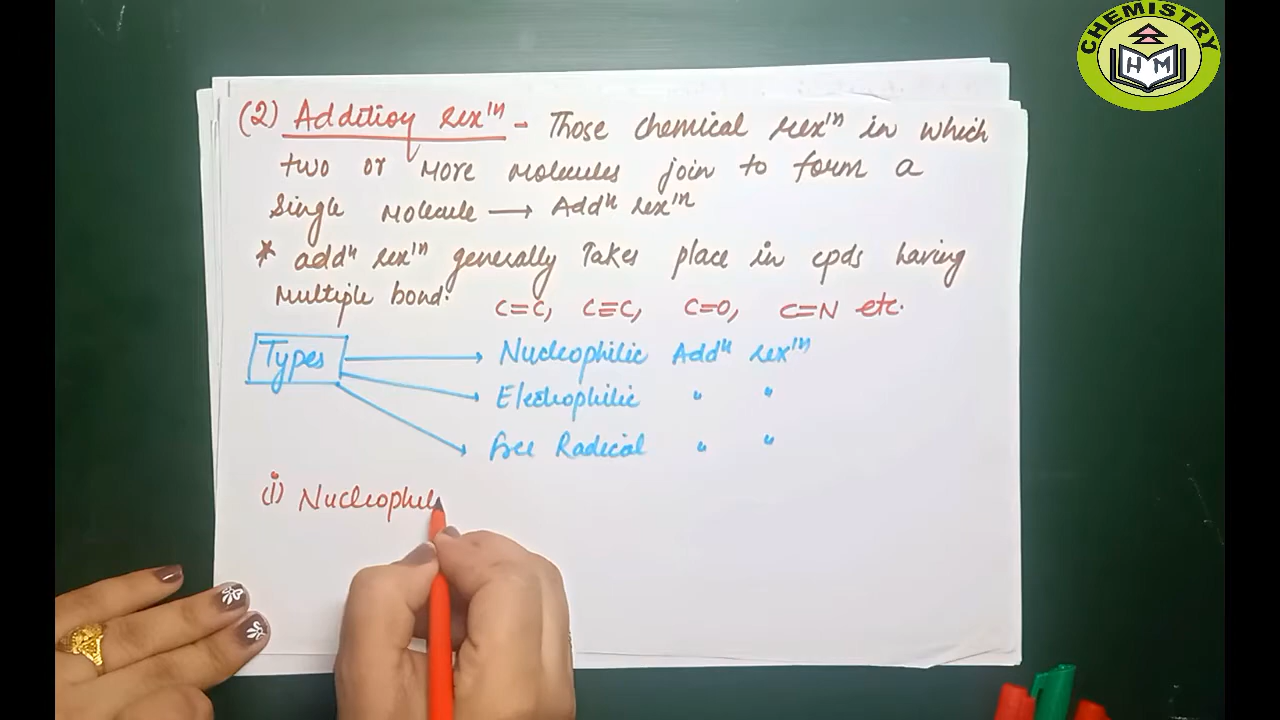 CHEMISTRY
H M
(2) Addition rexⁿ - Those chemical rexⁿ in which
two or more molecules join to form a
single molecule → Addⁿ rexⁿ
* addⁿ rexⁿ generally takes place in cpds having
multiple bond.
C=C, C≡C, C=O, C=N etc.
Types → Nucleophilic Addⁿ rexⁿ
→ Electrophilic " "
→ Free Radical " "
(i) Nucleophil